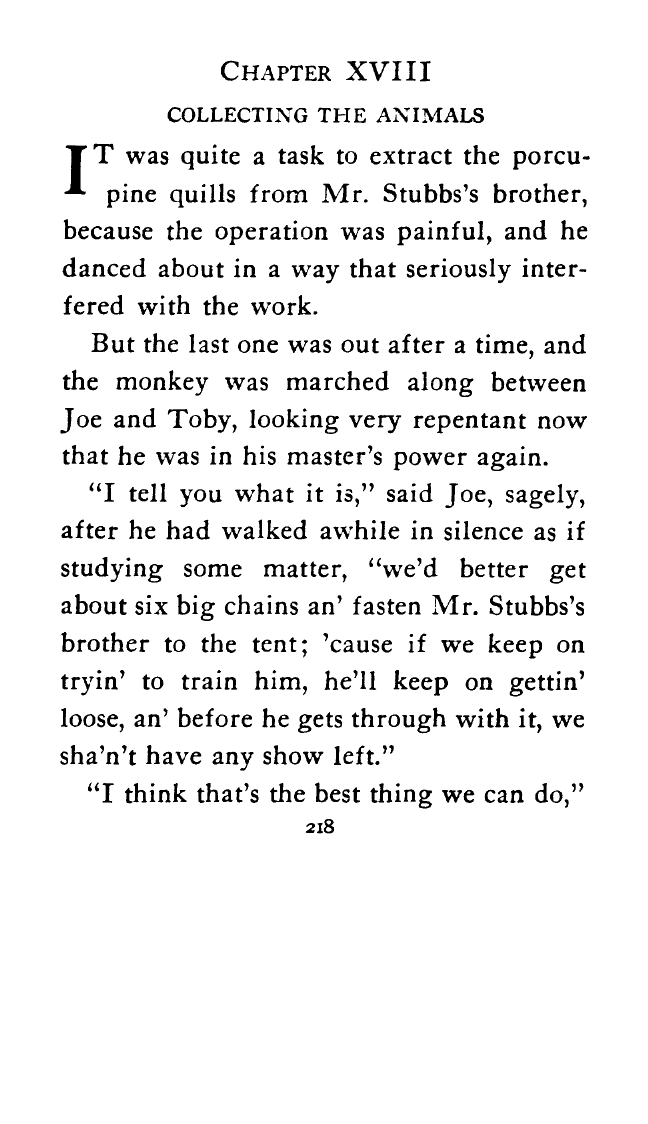 CHAPTER XVIII
COLLECTING THE ANIMALS
IT was quite a task to extract the porcu-
pine quills from Mr. Stubbs's brother,
because the operation was painful, and he
danced about in a way that seriously inter-
fered with the work.
But the last one was out after a time, and
the monkey was marched along between
Joe and Toby, looking very repentant now
that he was in his master's power again.
“I tell you what it is,” said Joe, sagely,
after he had walked awhile in silence as if
studying some matter, “we'd better get
about six big chains an' fasten Mr. Stubbs's
brother to the tent; 'cause if we keep on
tryin' to train him, he'll keep on gettin'
loose, an' before he gets through with it, we
sha'n't have any show left.”
“I think that's the best thing we can do,”
218